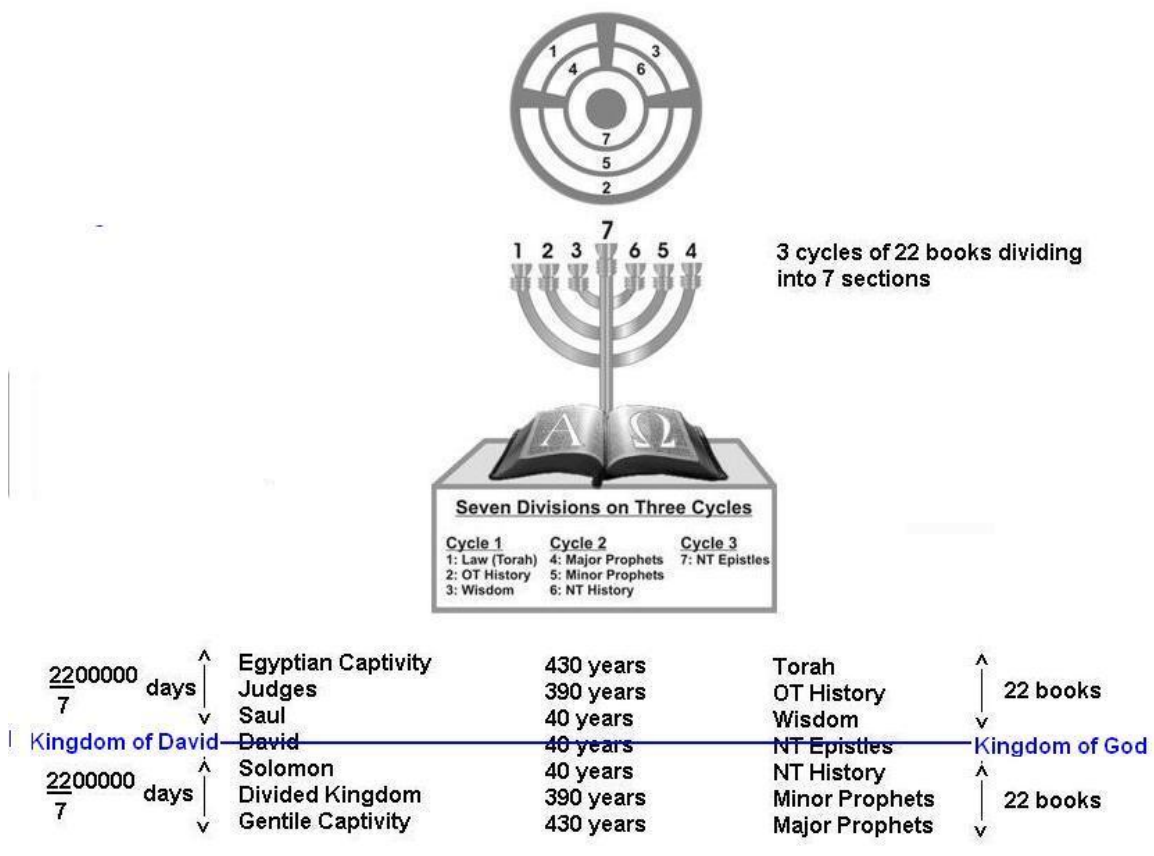 1 3
4 6
7
5
2
7
1 2 3 6 5 4
3 cycles of 22 books dividing
into 7 sections
Α Ω
Seven Divisions on Three Cycles
Cycle 1 Cycle 2 Cycle 3
1: Law (Torah) 4: Major Prophets 7: NT Epistles
2: OT History 5: Minor Prophets
3: Wisdom 6: NT History
2200000 days
7
Egyptian Captivity 430 years Torah
Judges 390 years OT History 22 books
Saul 40 years Wisdom
Kingdom of David David 40 years NT Epistles Kingdom of God
Solomon 40 years NT History
2200000 days
7
Divided Kingdom 390 years Minor Prophets 22 books
Gentile Captivity 430 years Major Prophets